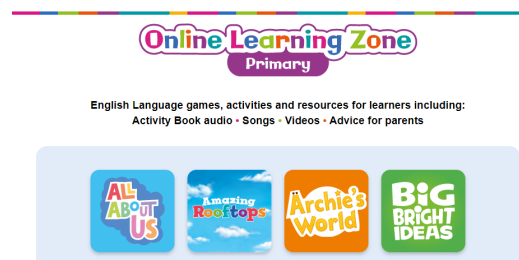 Online Learning Zone
Primary
English Language games, activities and resources for learners including:
Activity Book audio • Songs • Videos • Advice for parents
ALL ABOUT US
Amazing Rooftops
Archie's World
BiG BRiGHT IDEAS